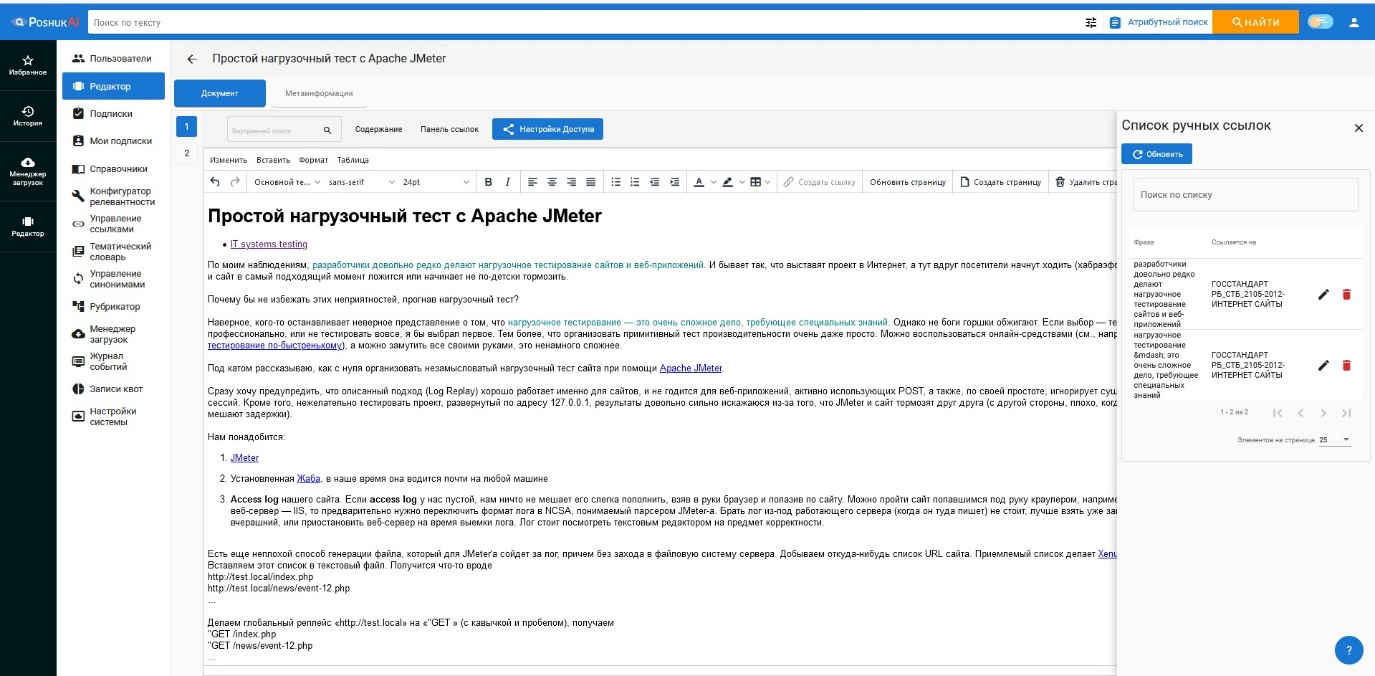 POSHUKAI
Поиск по тексту
Атрибутный поиск
НАЙТИ
Избранное
История
Менеджер
загрузок
Редактор
Пользователи
Редактор
Подписки
Мои подписки
Справочники
Конфигуратор
релевантности
Управление
ссылками
Тематический
словарь
Управление
синонимами
Рубрикатор
Менеджер
загрузок
Журнал
событий
Записи квот
Настройки
системы
Простой нагрузочный тест с Apache JMeter
Документ
Метаинформация
1
2
Внутренний поиск
Содержание
Панель ссылок
Настройки Доступа
Изменить Вставить Формат Таблица
Основной те... sans-serif 24pt B I A Создать ссылку Обновить страницу Создать страницу Удалить стра
Простой нагрузочный тест с Apache JMeter
• IT systems testing
По моим наблюдениям, разработчики довольно редко делают нагрузочное тестирование сайтов и веб-приложений. И бывает так, что выставят проект в Интернет, а тут вдруг посетители начнут ходить (хабраэфф
и сайт в самый подходящий момент ложится или начинает не по-детски тормозить.
Почему бы не избежать этих неприятностей, прогнав нагрузочный тест?
Наверное, кого-то останавливает неверное представление о том, что нагрузочное тестирование — это очень сложное дело, требующее специальных знаний. Однако не боги горшки обжигают. Если выбор — те
профессионально, или не тестировать вовсе, я бы выбрал первое. Тем более, что организовать примитивный тест производительности очень даже просто. Можно воспользоваться онлайн-средствами (см., напр
тестирование по-быстренькому), а можно замутить все своими руками, это ненамного сложнее.
Под катом рассказываю, как с нуля организовать незамысловатый нагрузочный тест сайта при помощи Apache JMeter.
Сразу хочу предупредить, что описанный подход (Log Replay) хорошо работает именно для сайтов, и не годится для веб-приложений, активно использующих POST, а также, по своей простоте, игнорирует сущ
сессий. Кроме того, нежелательно тестировать проект, развернутый по адресу 127.0.0.1, результаты довольно сильно искажаюся из-за того, что JMeter и сайт тормозят друг друга (с другой стороны, плохо, когд
мешают задержки).
Нам понадобится:
1. JMeter
2. Установленная Жаба, в наше время она водится почти на любой машине
3. Access log нашего сайта. Если access log у нас пустой, нам ничто не мешает его слегка пополнить, взяв в руки браузер и полазив по сайту. Можно пройти сайт попавшимся под руку краулером, наприме
веб-сервер — IIS, то предварительно нужно переключить формат лога в NCSA, понимаемый парсером JMeter-а. Брать лог из-под работающего сервера (когда он туда пишет) не стоит, лучше взять уже за
вчерашний, или приостановить веб-сервер на время выемки лога. Лог стоит посмотреть текстовым редактором на предмет корректности.
Есть еще неплохой способ генерации файла, который для JMeter'a сойдет за лог, причем без захода в файловую систему сервера. Добываем откуда-нибудь список URL сайта. Приемлемый список делает Xenu
Вставляем этот список в текстовый файл. Получится что-то вроде
http://test.local/index.php
http://test.local/news/event-12.php
...
Делаем глобальный реплейс «http://test.local» на «"GET » (с кавычкой и пробелом), получаем
"GET /index.php
"GET /news/event-12.php
...
Список ручных ссылок
Обновить
Поиск по списку
Фраза
Ссылается на
разработчики
довольно редко
делают
нагрузочное
тестирование
сайтов и веб-
приложений
ГОССТАНДАРТ
РБ_СТБ_2105-2012-
ИНТЕРНЕТ САЙТЫ
нагрузочное
тестирование
&mdash; это
очень сложное
дело, требующее
специальных
знаний
ГОССТАНДАРТ
РБ_СТБ_2105-2012-
ИНТЕРНЕТ САЙТЫ
1 - 2 из 2
Элементов на странице 25
?